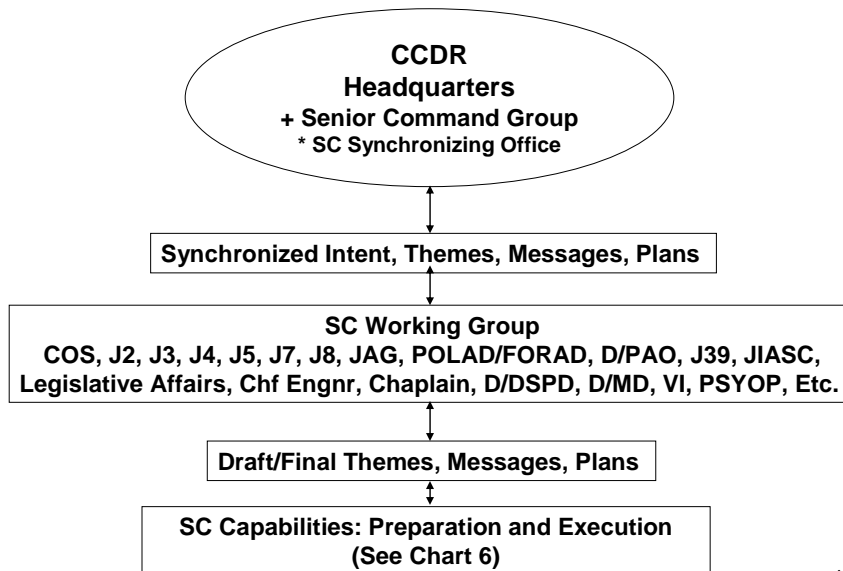 CCDR
Headquarters
+ Senior Command Group
* SC Synchronizing Office
Synchronized Intent, Themes, Messages, Plans
SC Working Group
COS, J2, J3, J4, J5, J7, J8, JAG, POLAD/FORAD, D/PAO, J39, JIASC,
Legislative Affairs, Chf Engnr, Chaplain, D/DSPD, D/MD, VI, PSYOP, Etc.
Draft/Final Themes, Messages, Plans
SC Capabilities: Preparation and Execution
(See Chart 6)